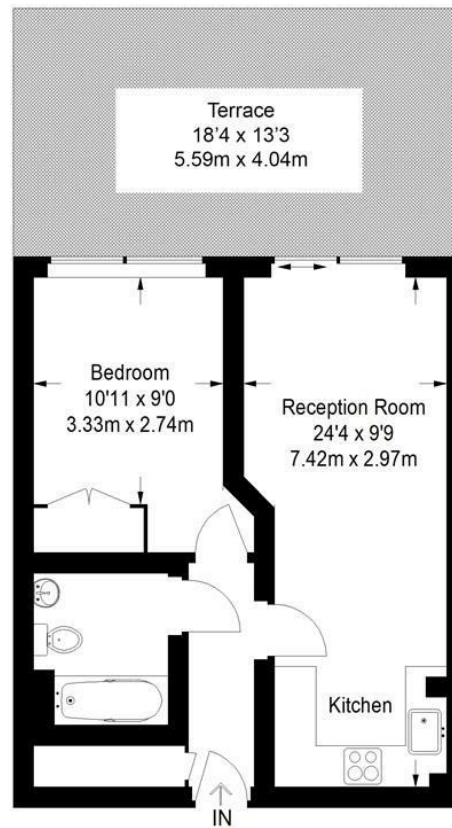 Terrace
18'4 x 13'3
5.59m x 4.04m
Bedroom
10'11 x 9'0
3.33m x 2.74m
Reception Room
24'4 x 9'9
7.42m x 2.97m
Kitchen
IN